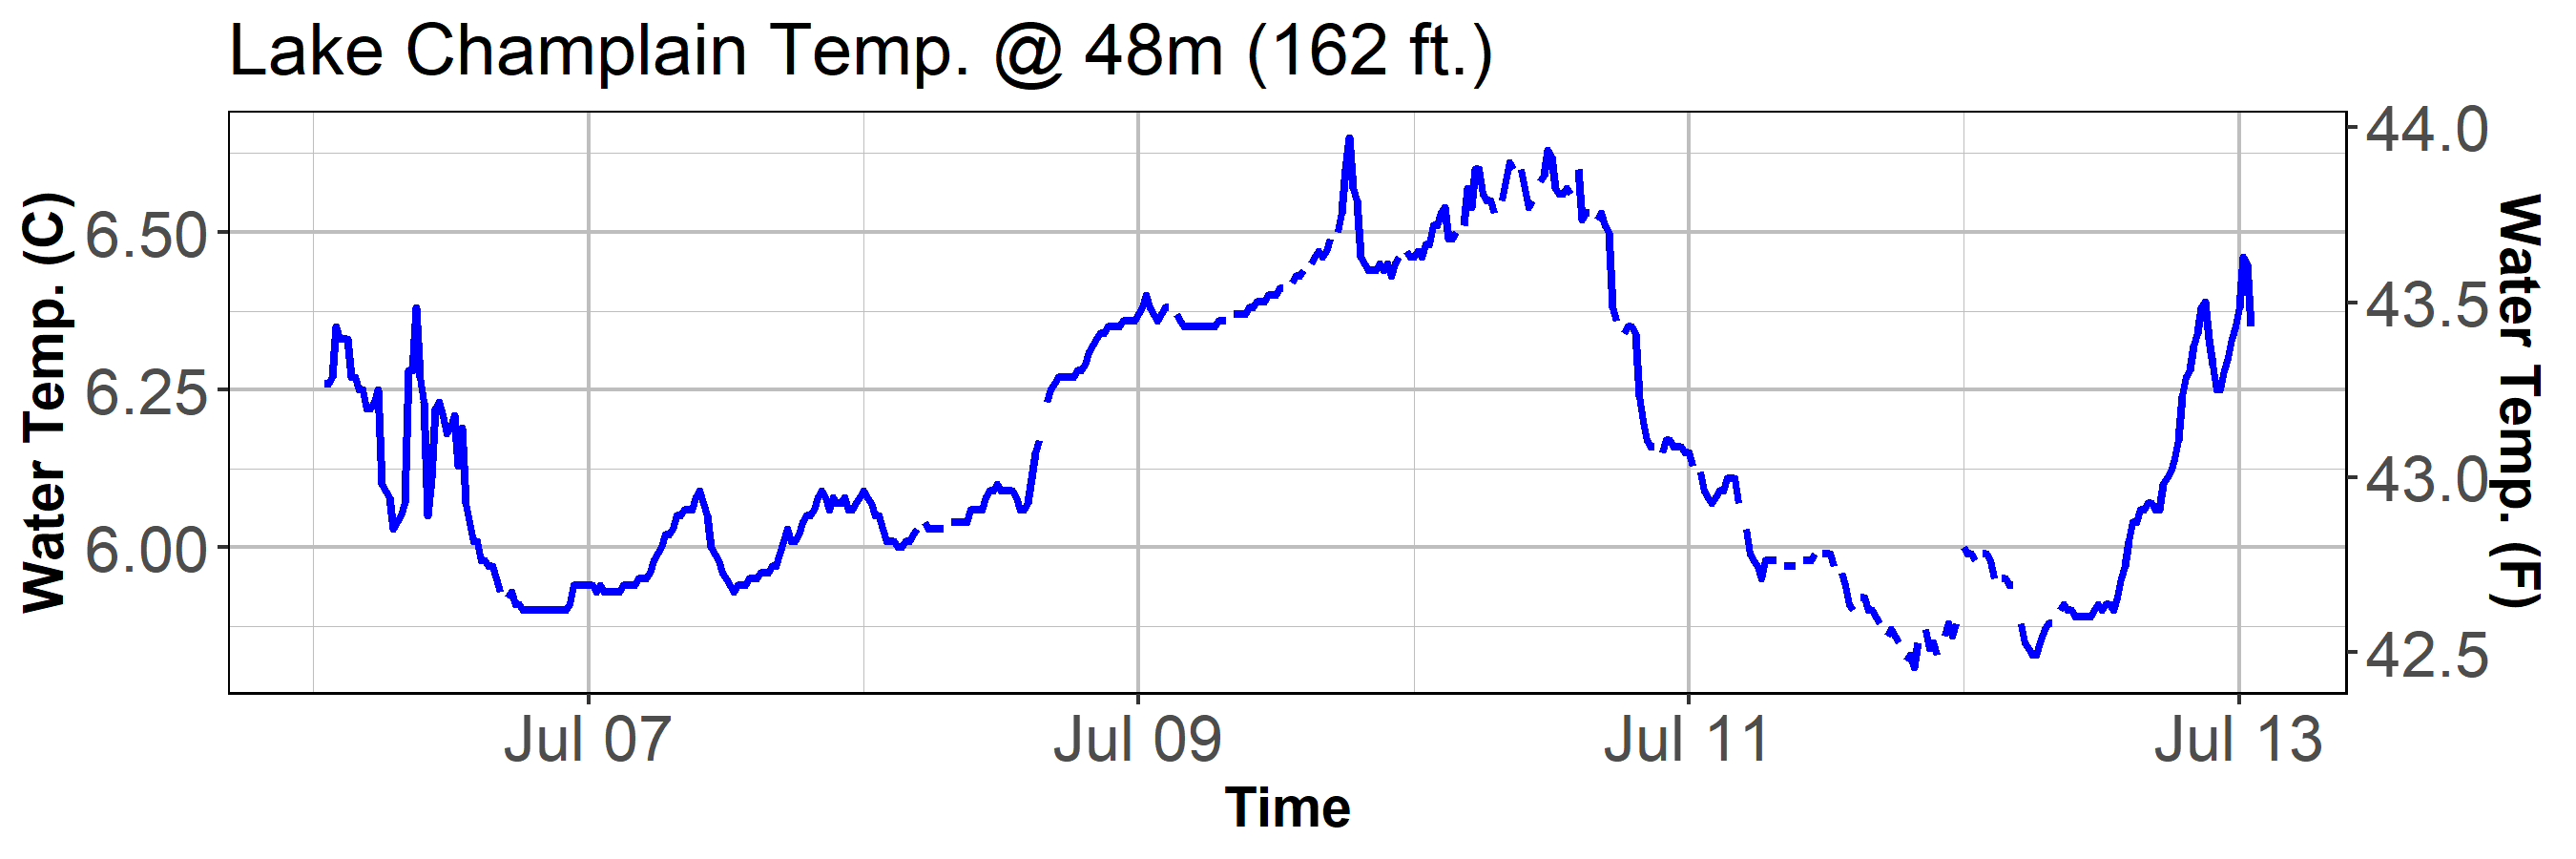 Lake Champlain Temp. @ 48m (162 ft.)
Water Temp. (C)
6.50
6.25
6.00
44.0
43.5
43.0
42.5
Water Temp. (F)
Jul 07 Jul 09 Jul 11 Jul 13
Time